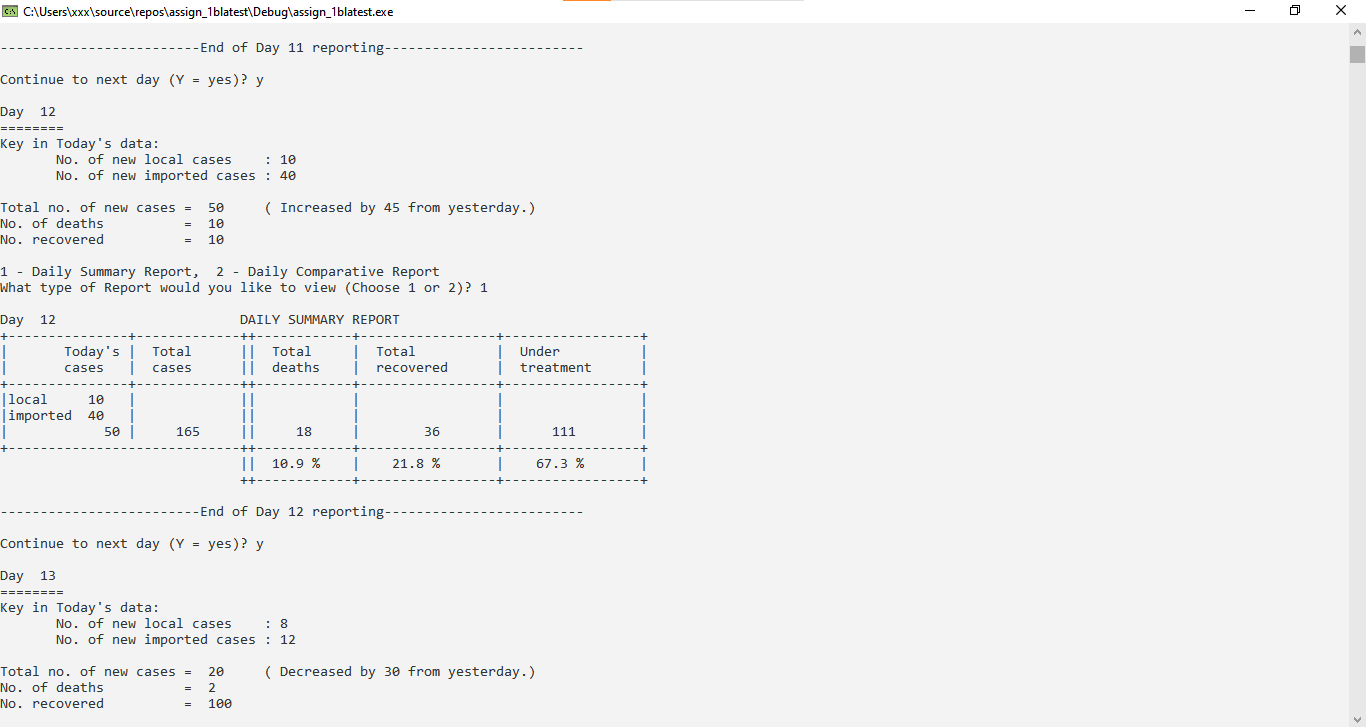 C:\Users\xxx\source\repos\assign_1blatest\Debug\assign_1blatest.exe
-------------------------End of Day 11 reporting-------------------------
Continue to next day (Y = yes)? y
Day  12
========
Key in Today's data:
       No. of new local cases    : 10
       No. of new imported cases : 40
Total no. of new cases =  50     ( Increased by 45 from yesterday.)
No. of deaths          =  10
No. recovered          =  10
1 - Daily Summary Report,  2 - Daily Comparative Report
What type of Report would you like to view (Choose 1 or 2)? 1
Day  12                       DAILY SUMMARY REPORT
+---------------+-------------++------------+-----------------+-----------------+
|       Today's |  Total      ||  Total     |  Total          |  Under          |
|       cases   |  cases      ||  deaths    |  recovered      |  treatment      |
+---------------+-------------++------------+-----------------+-----------------+
|local     10   |             ||            |                 |                 |
|imported  40   |             ||            |                 |                 |
|            50 |     165     ||     18     |        36       |      111        |
+-----------------------------++------------+-----------------+-----------------+
                              ||  10.9 %    |    21.8 %       |    67.3 %       |
                              ++------------+-----------------+-----------------+
-------------------------End of Day 12 reporting-------------------------
Continue to next day (Y = yes)? y
Day  13
========
Key in Today's data:
       No. of new local cases    : 8
       No. of new imported cases : 12
Total no. of new cases =  20     ( Decreased by 30 from yesterday.)
No. of deaths          =  2
No. recovered          =  100